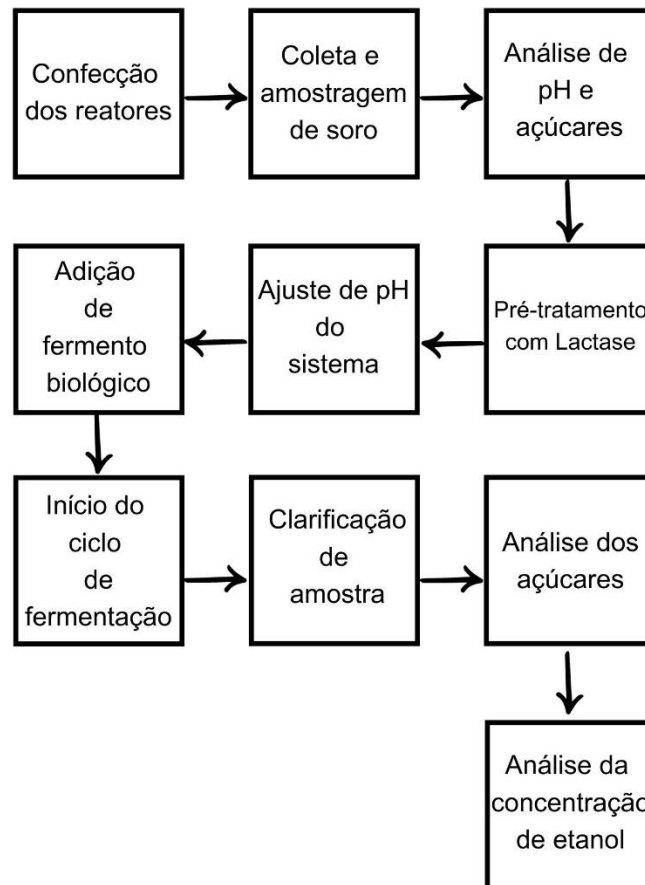 Confecção
dos reatores
Coleta e
amostragem
de soro
Análise de
pH e
açúcares
Pré-tratamento
com Lactase
Ajuste de pH
do
sistema
Adição
de
fermento
biológico
Início do
ciclo
de
fermentação
Clarificação
de
amostra
Análise dos
açúcares
Análise da
concentração
de etanol